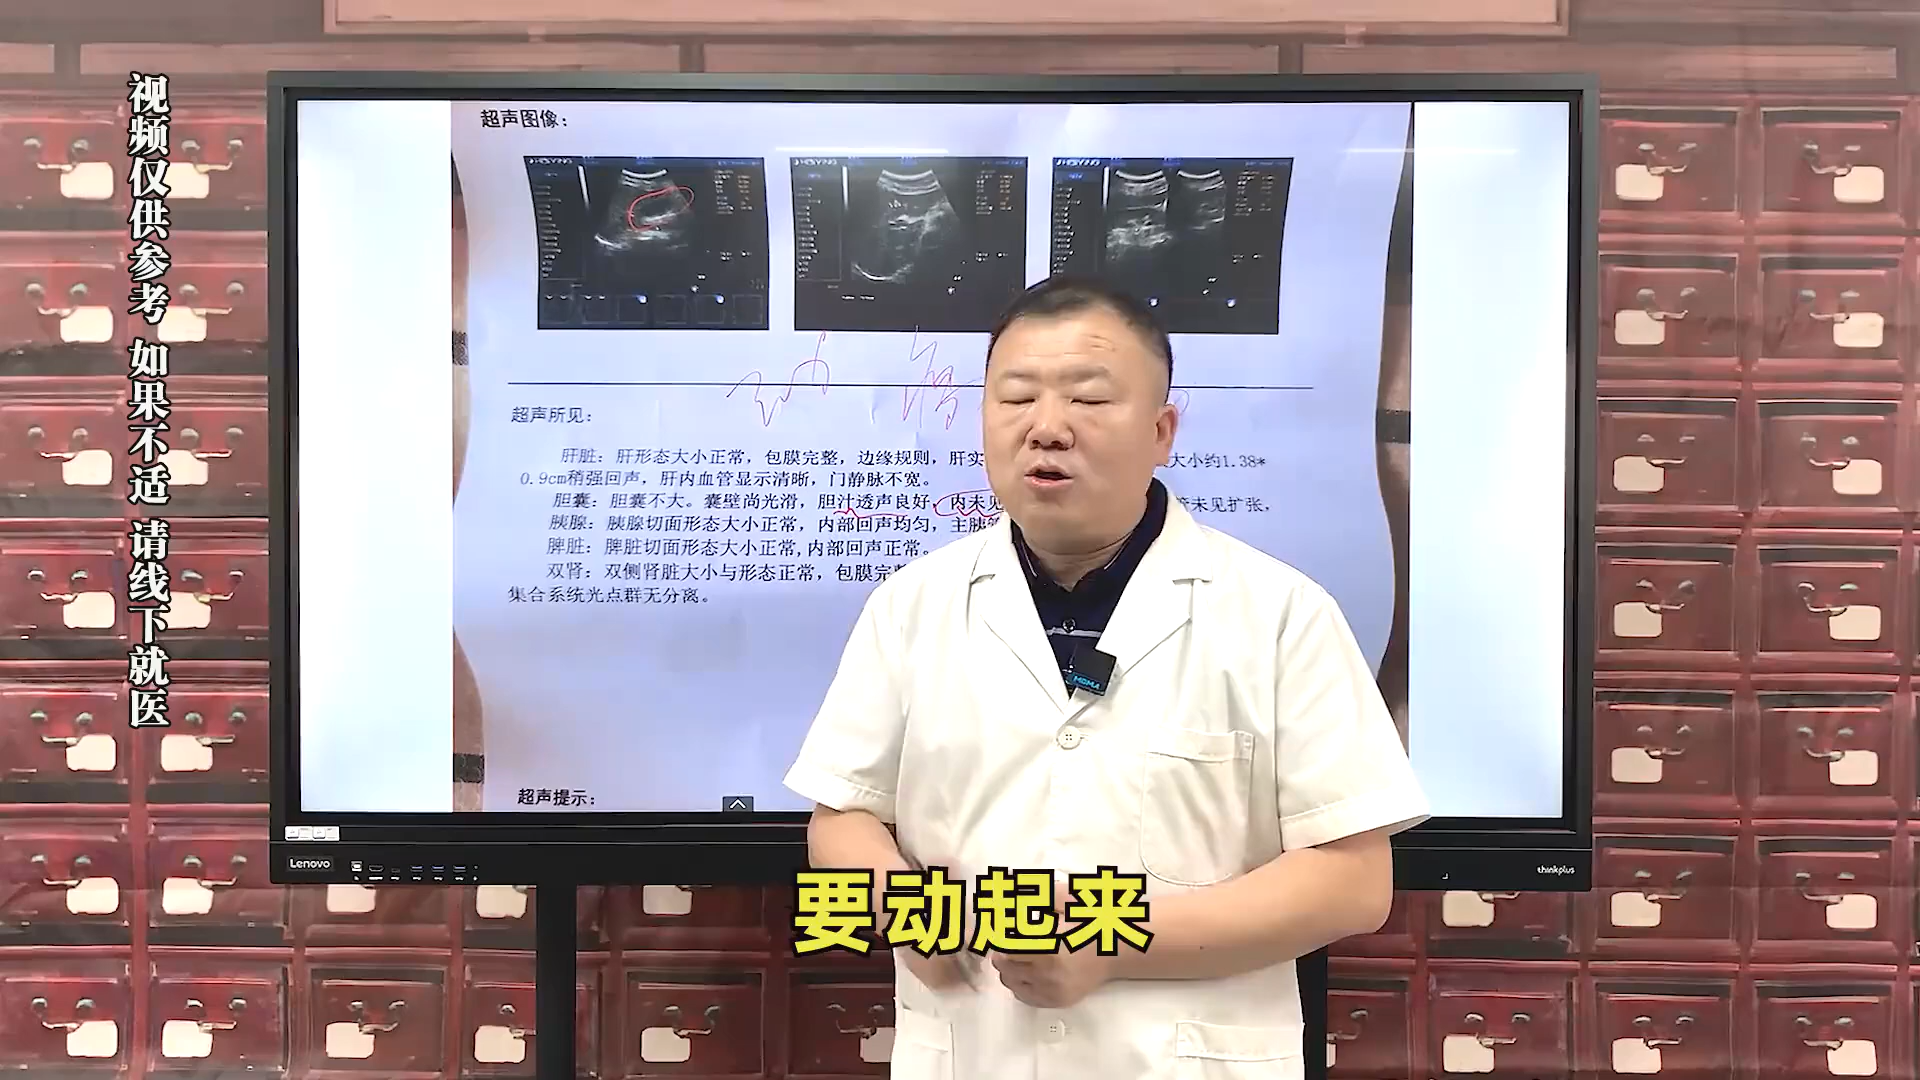 视频仅供参考 如果不适 请线下就医
超声图像：
超声所见：
肝脏：肝形态大小正常，包膜完整，边缘规则，肝实
大小约1.38*
0.9cm稍强回声，肝内血管显示清晰，门静脉不宽。
胆囊：胆囊不大。囊壁尚光滑，胆汁透声良好，内未见
管未见扩张，
胰腺：胰腺切面形态大小正常，内部回声均匀，主胰管
脾脏：脾脏切面形态大小正常,内部回声正常。
双肾：双侧肾脏大小与形态正常，包膜完整
集合系统光点群无分离。
超声提示：
Lenovo
thinkplus
MOMA
要动起来